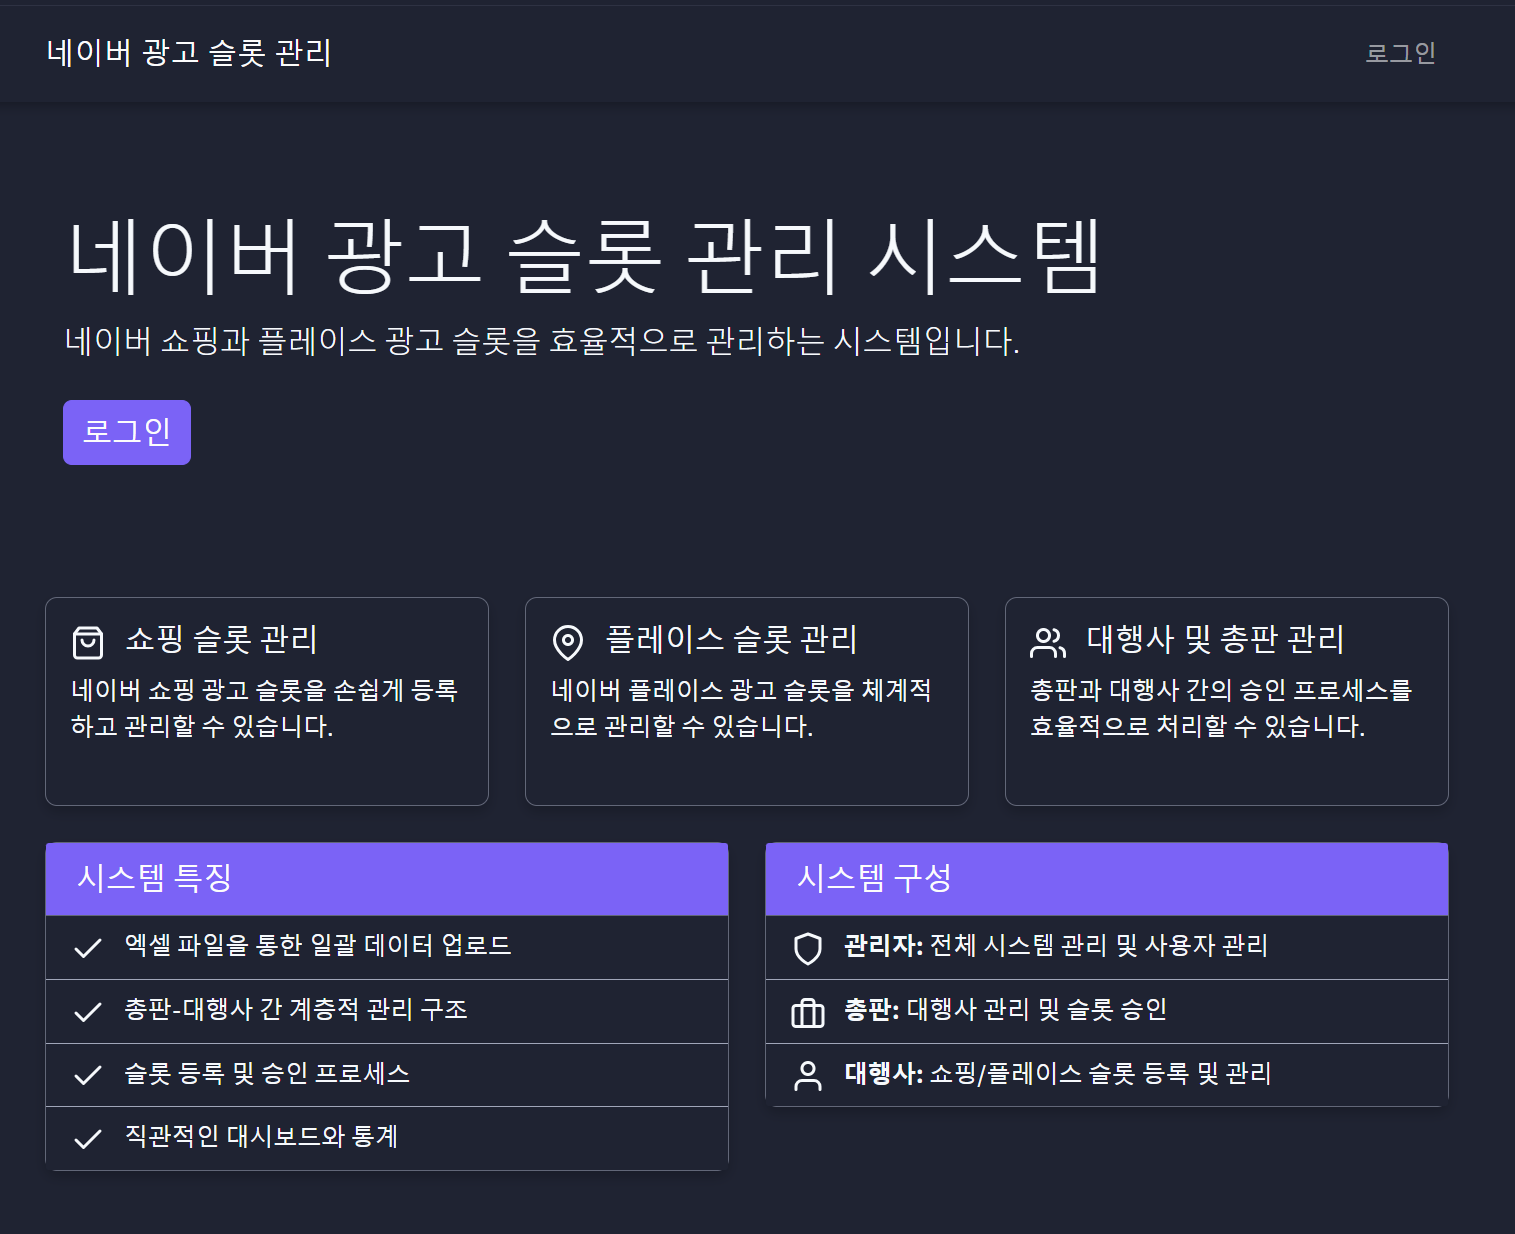 네이버 광고 슬롯 관리
로그인
네이버 광고 슬롯 관리 시스템
네이버 쇼핑과 플레이스 광고 슬롯을 효율적으로 관리하는 시스템입니다.
로그인
쇼핑 슬롯 관리
네이버 쇼핑 광고 슬롯을 손쉽게 등록
하고 관리할 수 있습니다.
플레이스 슬롯 관리
네이버 플레이스 광고 슬롯을 체계적
으로 관리할 수 있습니다.
대행사 및 총판 관리
총판과 대행사 간의 승인 프로세스를
효율적으로 처리할 수 있습니다.
시스템 특징
엑셀 파일을 통한 일괄 데이터 업로드
총판-대행사 간 계층적 관리 구조
슬롯 등록 및 승인 프로세스
직관적인 대시보드와 통계
시스템 구성
관리자: 전체 시스템 관리 및 사용자 관리
총판: 대행사 관리 및 슬롯 승인
대행사: 쇼핑/플레이스 슬롯 등록 및 관리